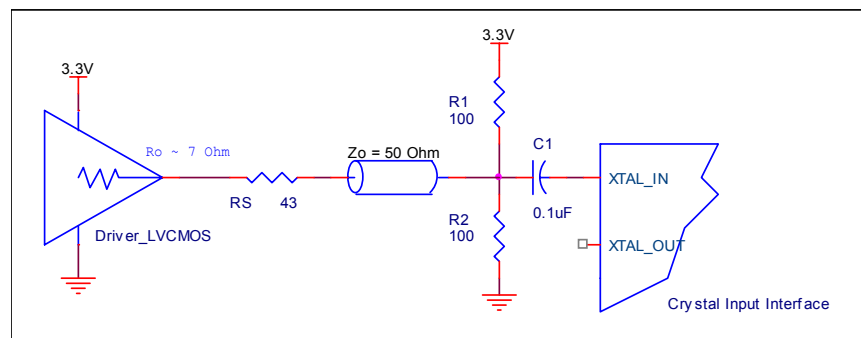 3.3V
3.3V
R1
100
C1
Ro ~ 7 Ohm
Zo = 50 Ohm
XTAL_IN
RS 43
0.1uF
R2
100
XTAL_OUT
Driver_LVCMOS
Crystal Input Interface